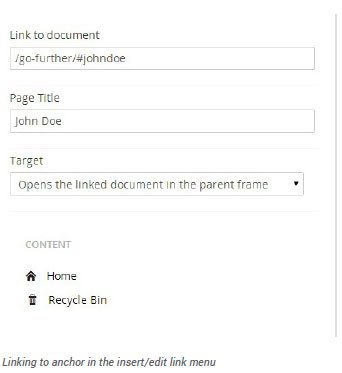 Link to document
/go-further/#johndoe
Page Title
John Doe
Target
Opens the linked document in the parent frame
CONTENT
Home
Recycle Bin
Linking to anchor in the insert/edit link menu